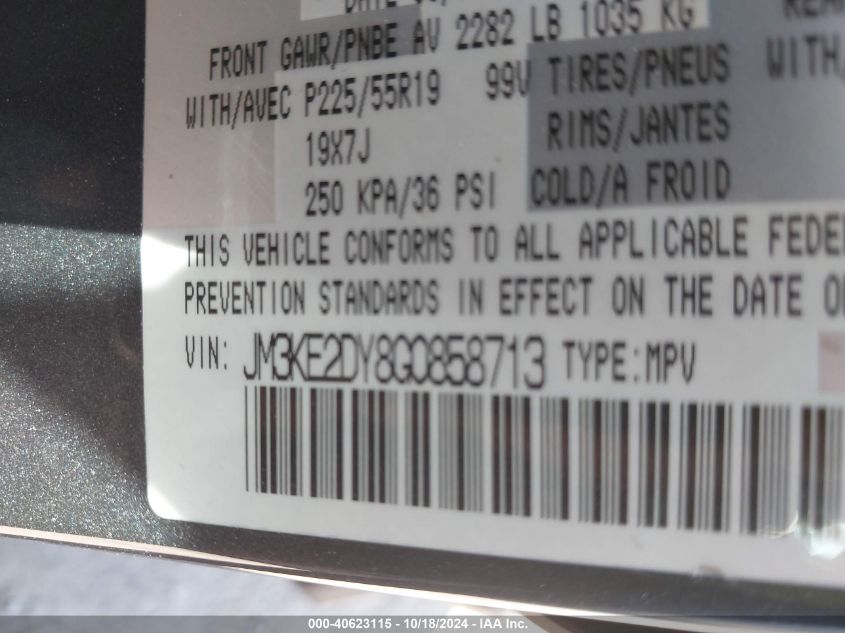 FRONT GAWR/PNBE AV 2282 LB 1035 KG
WITH/AVEC P225/55R19 99V TIRES/PNEUS WITH/
19X7J RIMS/JANTES
250 KPA/36 PSI COLD/A FROID
THIS VEHICLE CONFORMS TO ALL APPLICABLE FEDER
PREVENTION STANDARDS IN EFFECT ON THE DATE O
VIN: JM3KE2DY8G0858713 TYPE:MPV
000-40623115 - 10/18/2024 - IAA Inc.